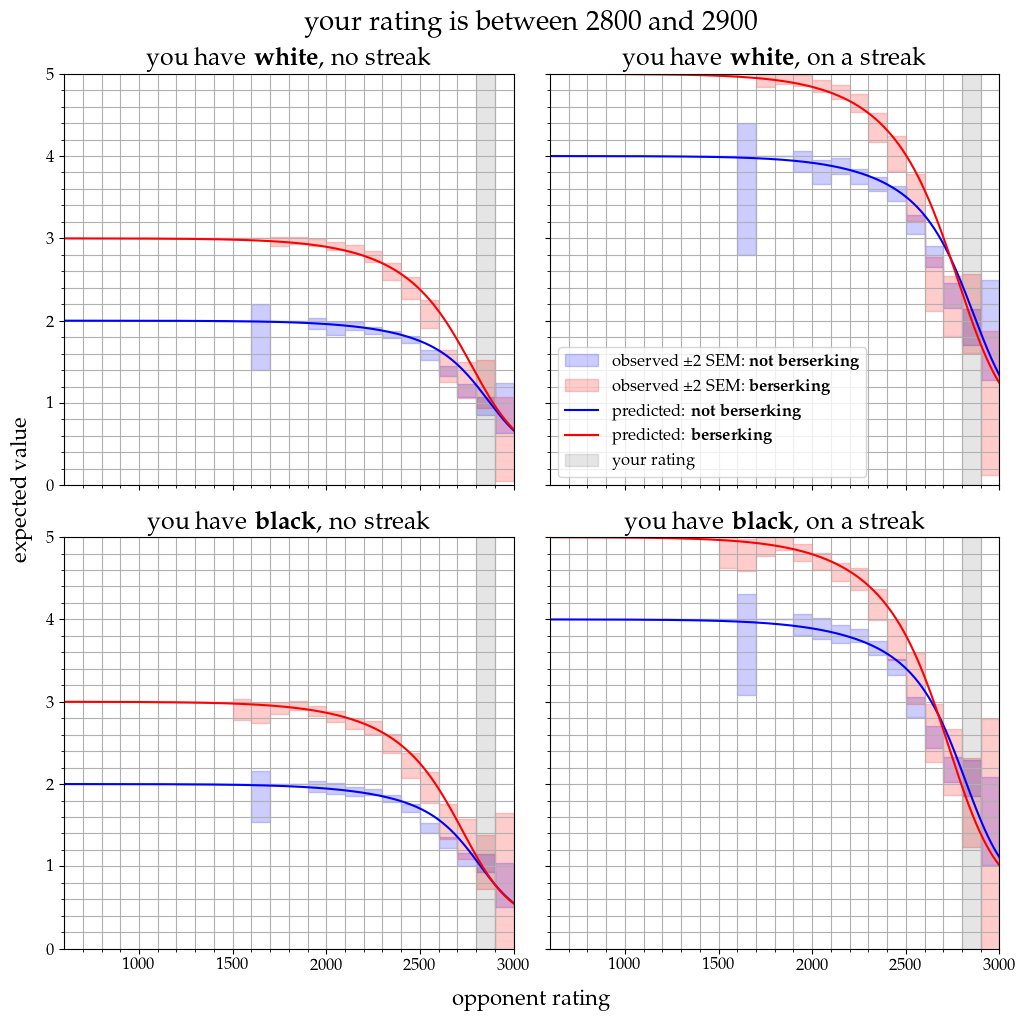 your rating is between 2800 and 2900
you have white, no streak
you have white, on a streak
5
4
3
2
1
0
observed ±2 SEM: not berserking
observed ±2 SEM: berserking
predicted: not berserking
predicted: berserking
your rating
expected value
you have black, no streak
you have black, on a streak
5
4
3
2
1
0
1000 1500 2000 2500 3000
1000 1500 2000 2500 3000
opponent rating